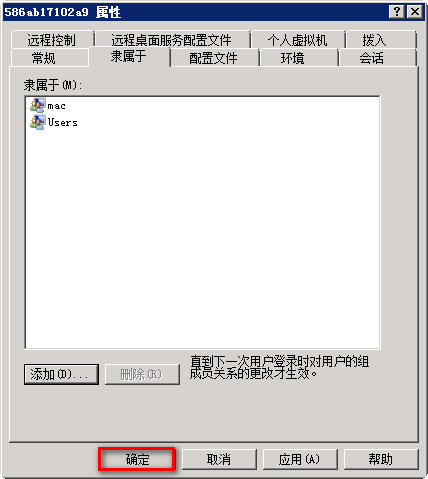 586ab17102a9 属性
远程控制 远程桌面服务配置文件 个人虚拟机 拨入
常规 隶属于 配置文件 环境 会话
隶属于(M):
mac
Users
添加(D)... 删除(R) 直到下一次用户登录时对用户的组
成员关系的更改才生效。
确定 取消 应用(A) 帮助